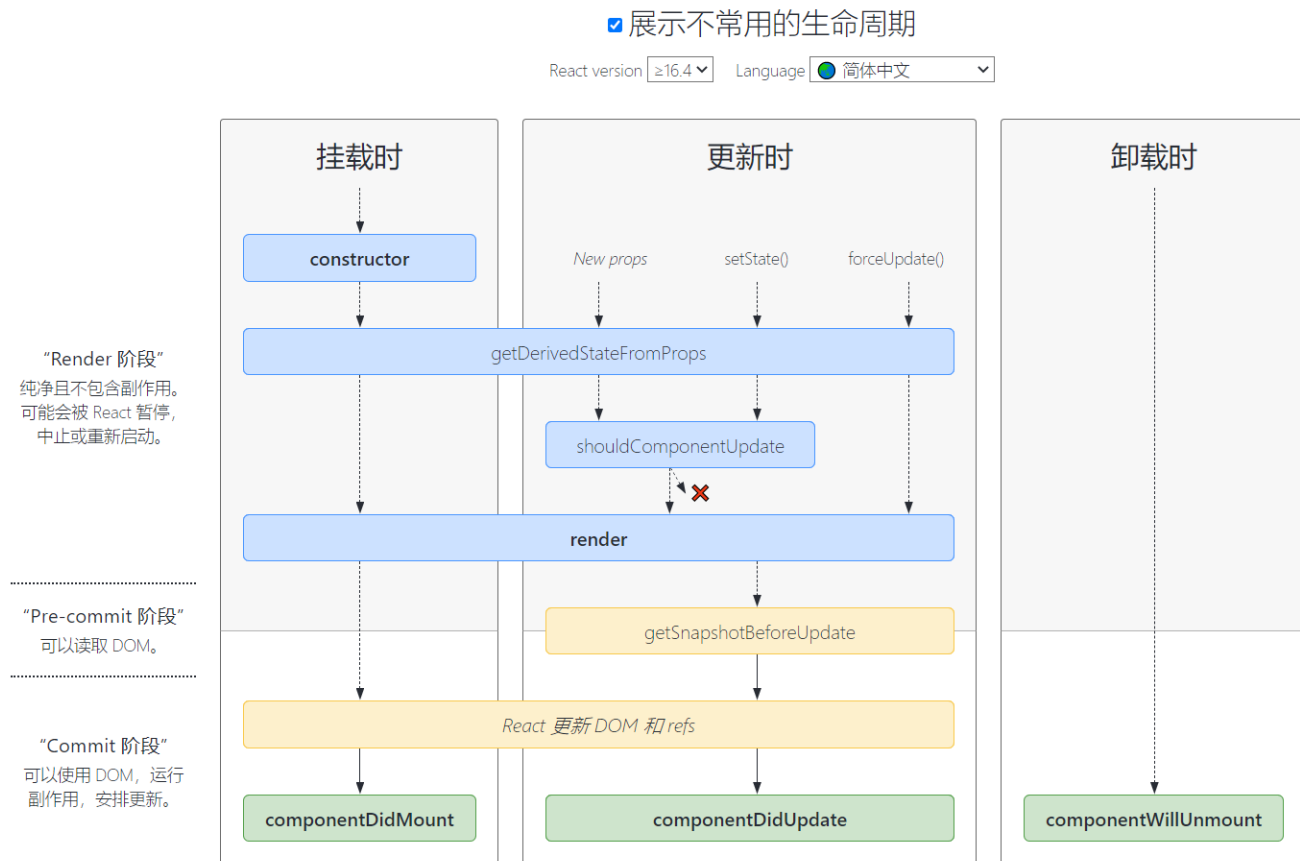 展示不常用的生命周期
React version ≥16.4 Language 简体中文
挂载时
更新时
卸载时
constructor
New props
setState()
forceUpdate()
“Render 阶段”
纯净且不包含副作用。
可能会被 React 暂停，
中止或重新启动。
getDerivedStateFromProps
shouldComponentUpdate
render
“Pre-commit 阶段”
可以读取 DOM。
getSnapshotBeforeUpdate
React 更新 DOM 和 refs
“Commit 阶段”
可以使用 DOM，运行
副作用，安排更新。
componentDidMount
componentDidUpdate
componentWillUnmount